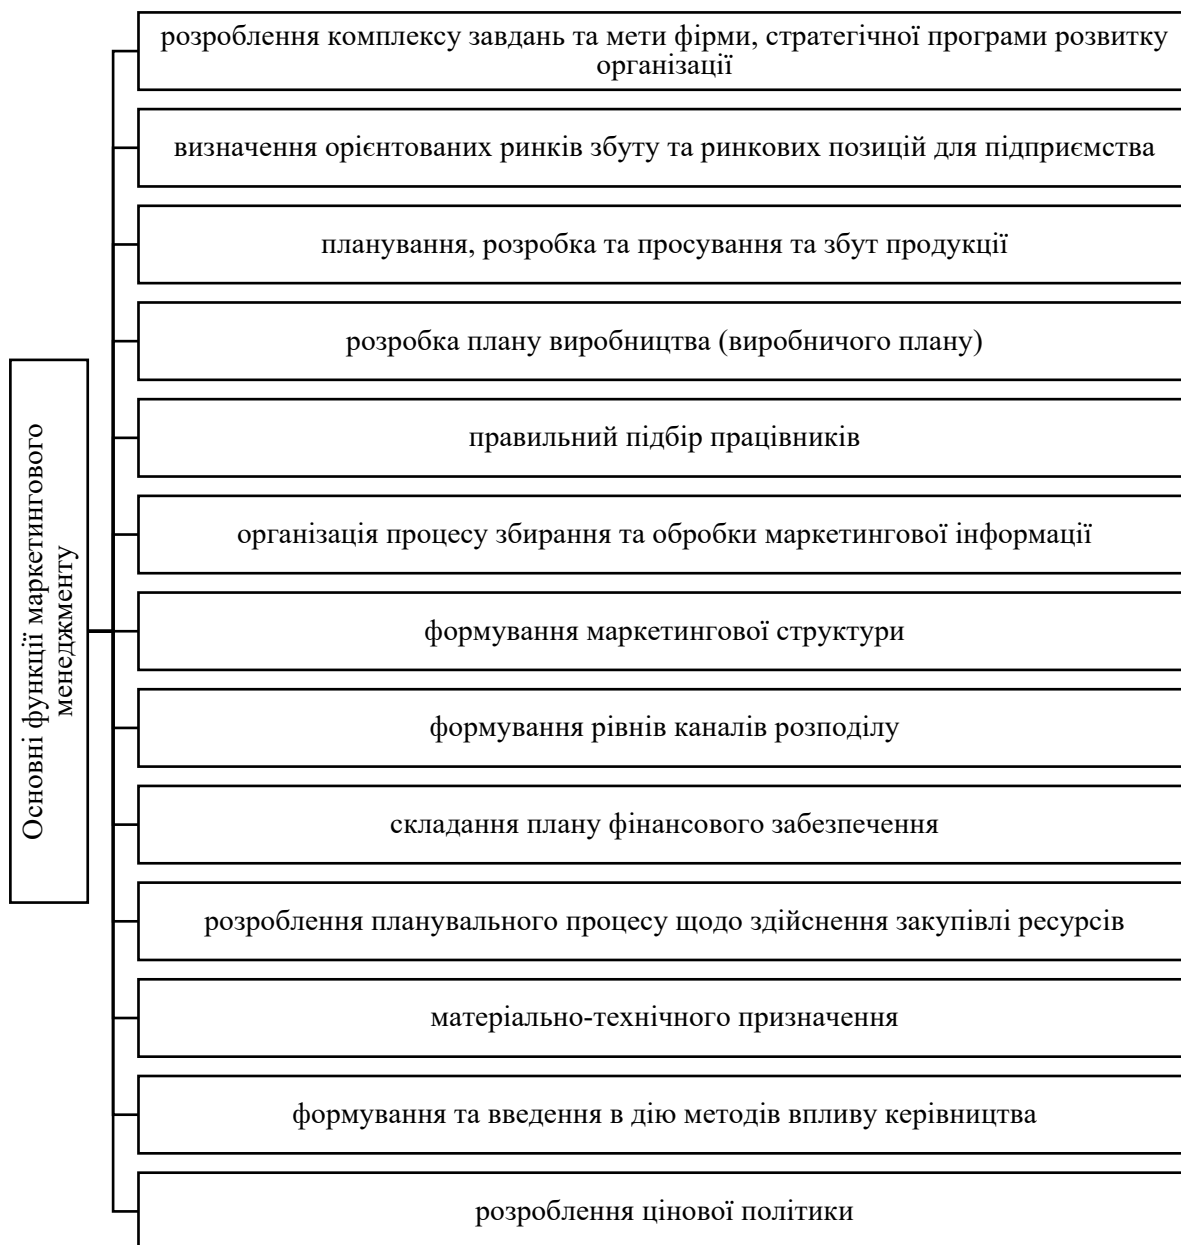 розроблення комплексу завдань та мети фірми, стратегічної програми розвитку
організації
визначення орієнтованих ринків збуту та ринкових позицій для підприємства
планування, розробка та просування та збут продукції
розробка плану виробництва (виробничого плану)
правильний підбір працівників
організація процесу збирання та обробки маркетингової інформації
Основні функції маркетингового
менеджменту
формування маркетингової структури
формування рівнів каналів розподілу
складання плану фінансового забезпечення
розроблення планувального процесу щодо здійснення закупівлі ресурсів
матеріально-технічного призначення
формування та введення в дію методів впливу керівництва
розроблення цінової політики